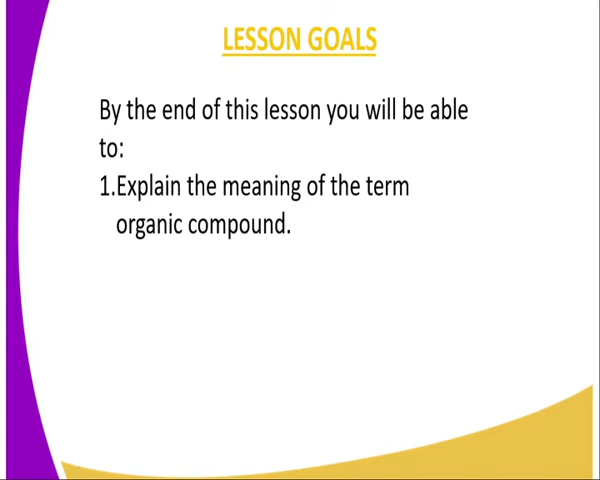 LESSON GOALS
By the end of this lesson you will be able
to:
1.Explain the meaning of the term
organic compound.